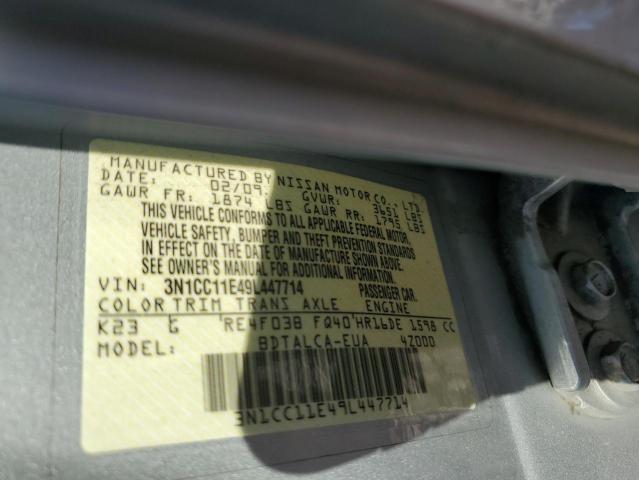 MANUFACTURED BY NISSAN MOTOR CO., LTD.
DATE: 02/09 GVWR: 3651 LBS
GAWR FR: 1874 LBS GAWR RR: 1795 LBS
THIS VEHICLE CONFORMS TO ALL APPLICABLE FEDERAL MOTOR
VEHICLE SAFETY, BUMPER AND THEFT PREVENTION STANDARDS
IN EFFECT ON THE DATE OF MANUFACTURE SHOWN ABOVE.
SEE OWNER'S MANUAL FOR ADDITIONAL INFORMATION.
VIN: 3N1CC11E49L447714 PASSENGER CAR.
COLOR TRIM TRANS AXLE ENGINE
K23 G RE4F03B FQ40 HR16DE 1598 CC
MODEL: BDTALCA-EUA 4Z000
3N1CC11E49L447714